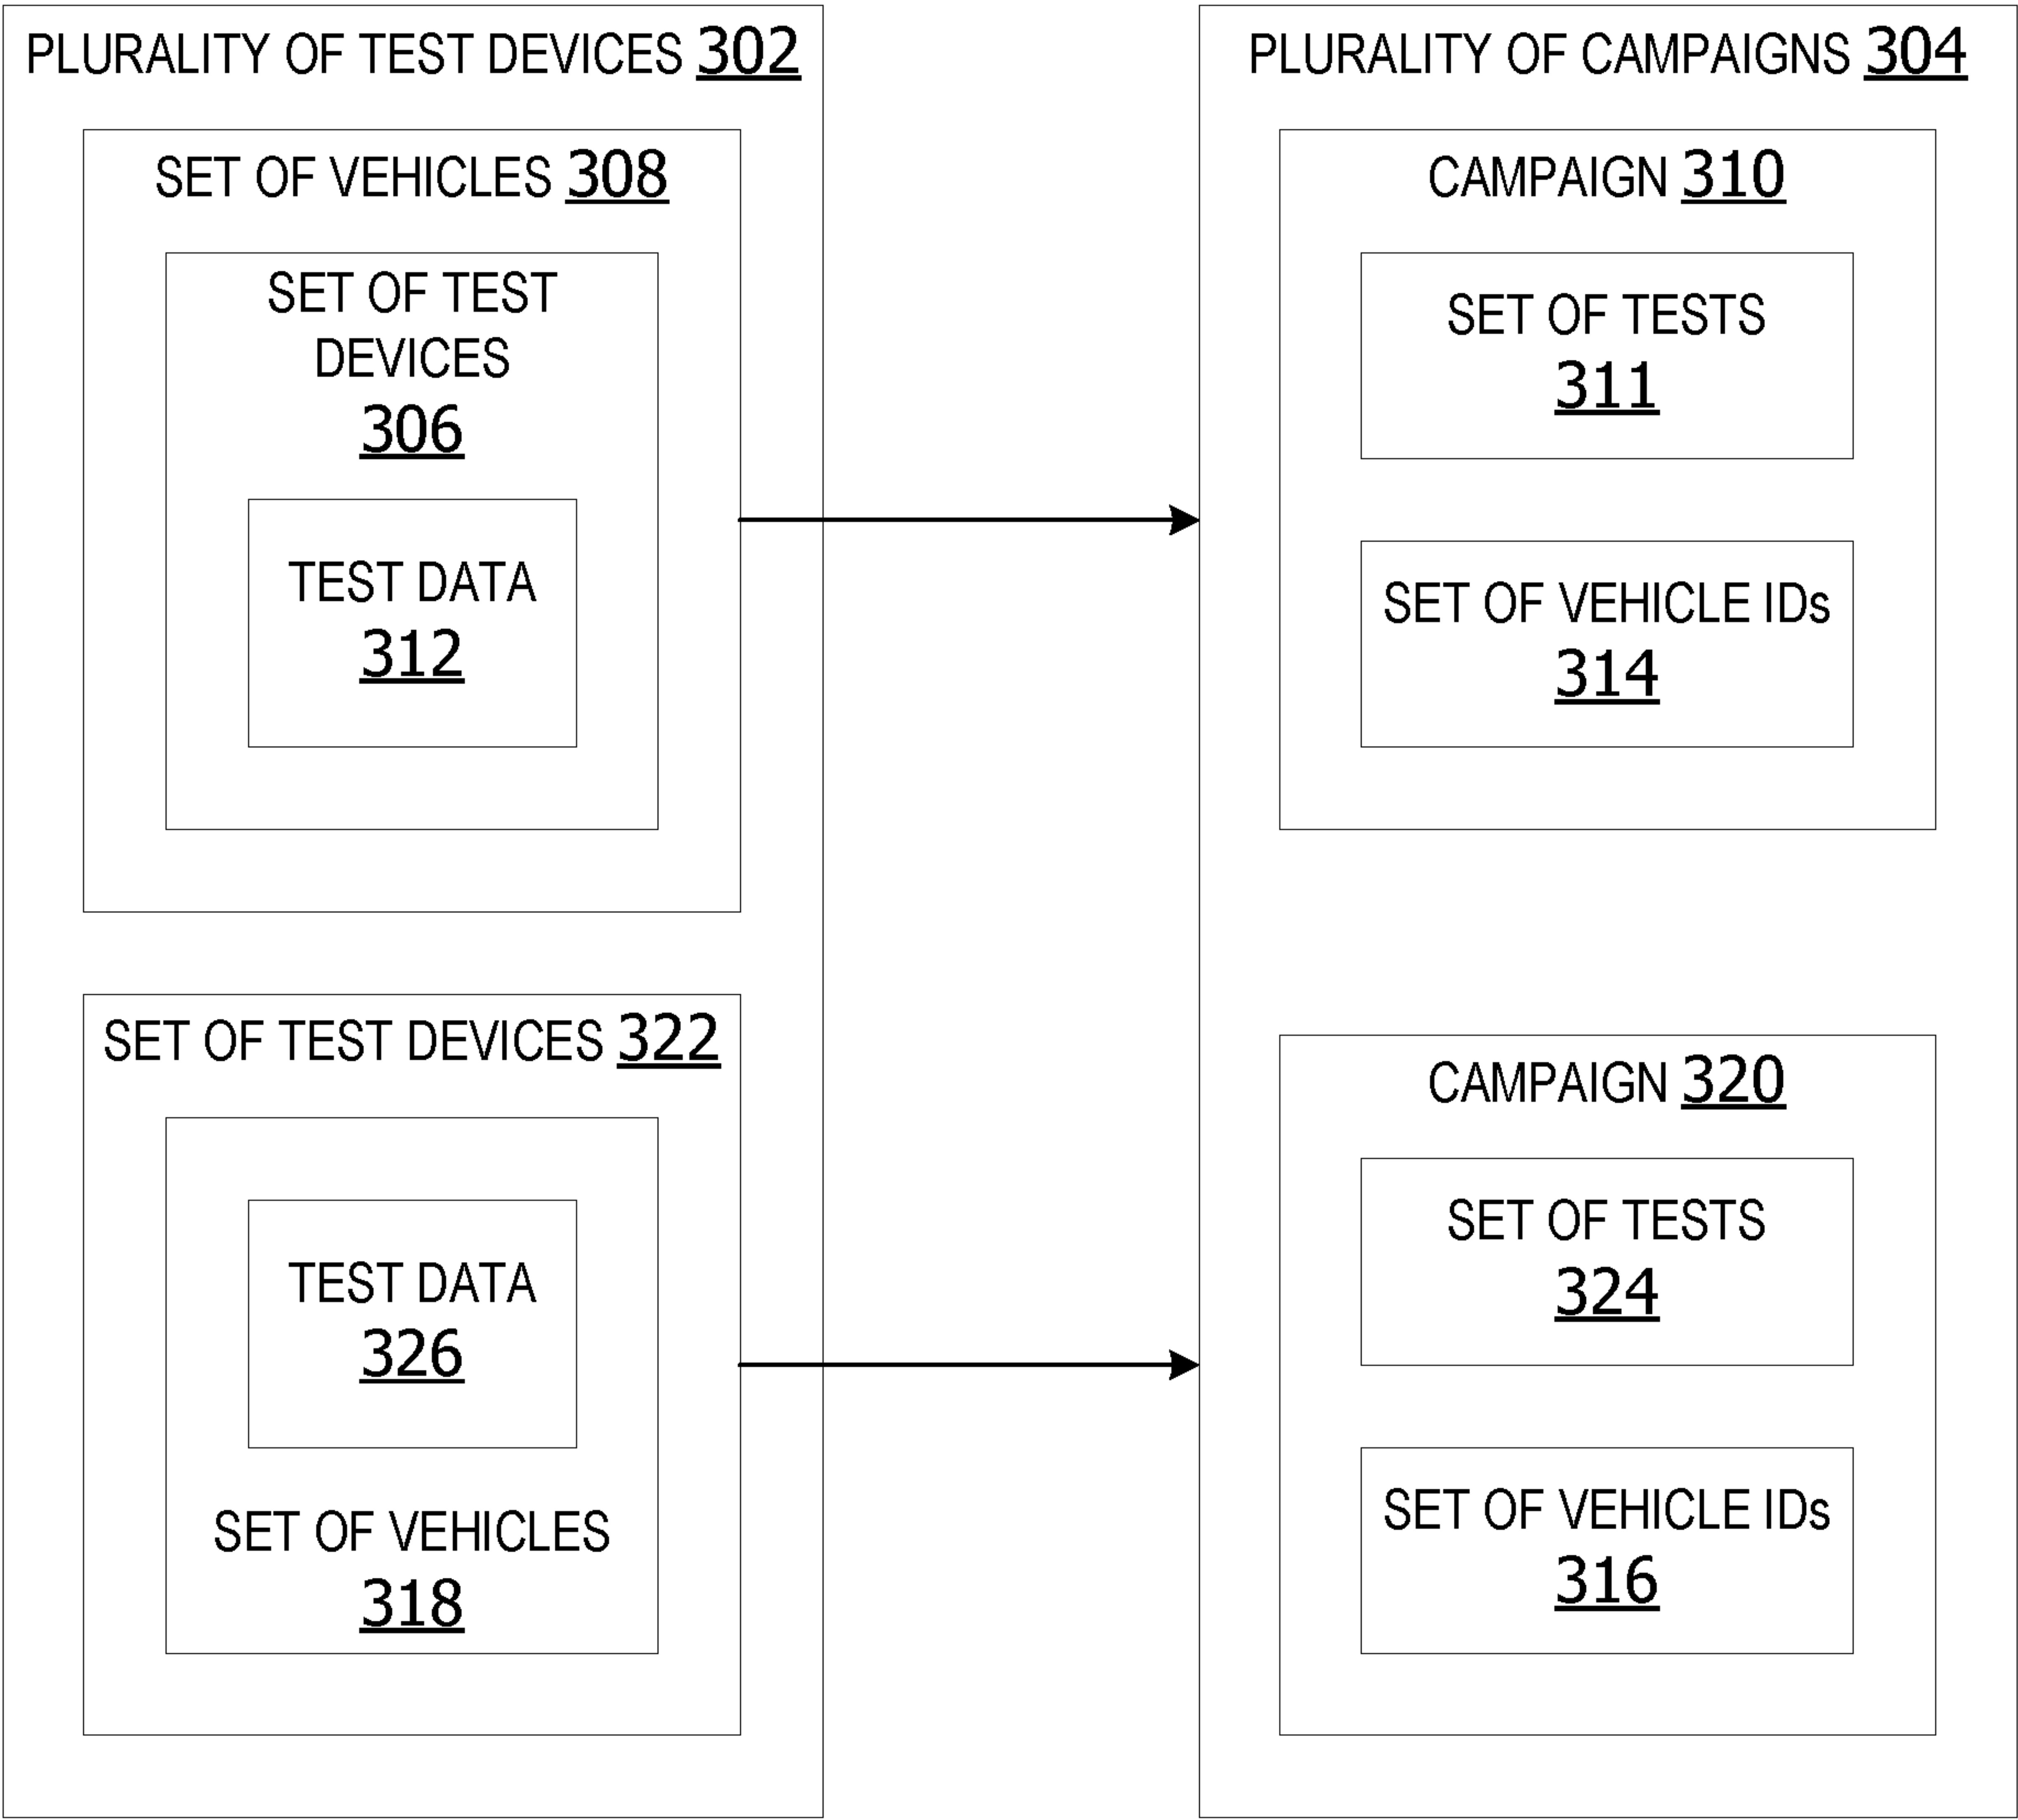 PLURALITY OF TEST DEVICES 302
SET OF VEHICLES 308
SET OF TEST
DEVICES
306
TEST DATA
312
SET OF TEST DEVICES 322
TEST DATA
326
SET OF VEHICLES
318
PLURALITY OF CAMPAIGNS 304
CAMPAIGN 310
SET OF TESTS
311
SET OF VEHICLE IDs
314
CAMPAIGN 320
SET OF TESTS
324
SET OF VEHICLE IDs
316